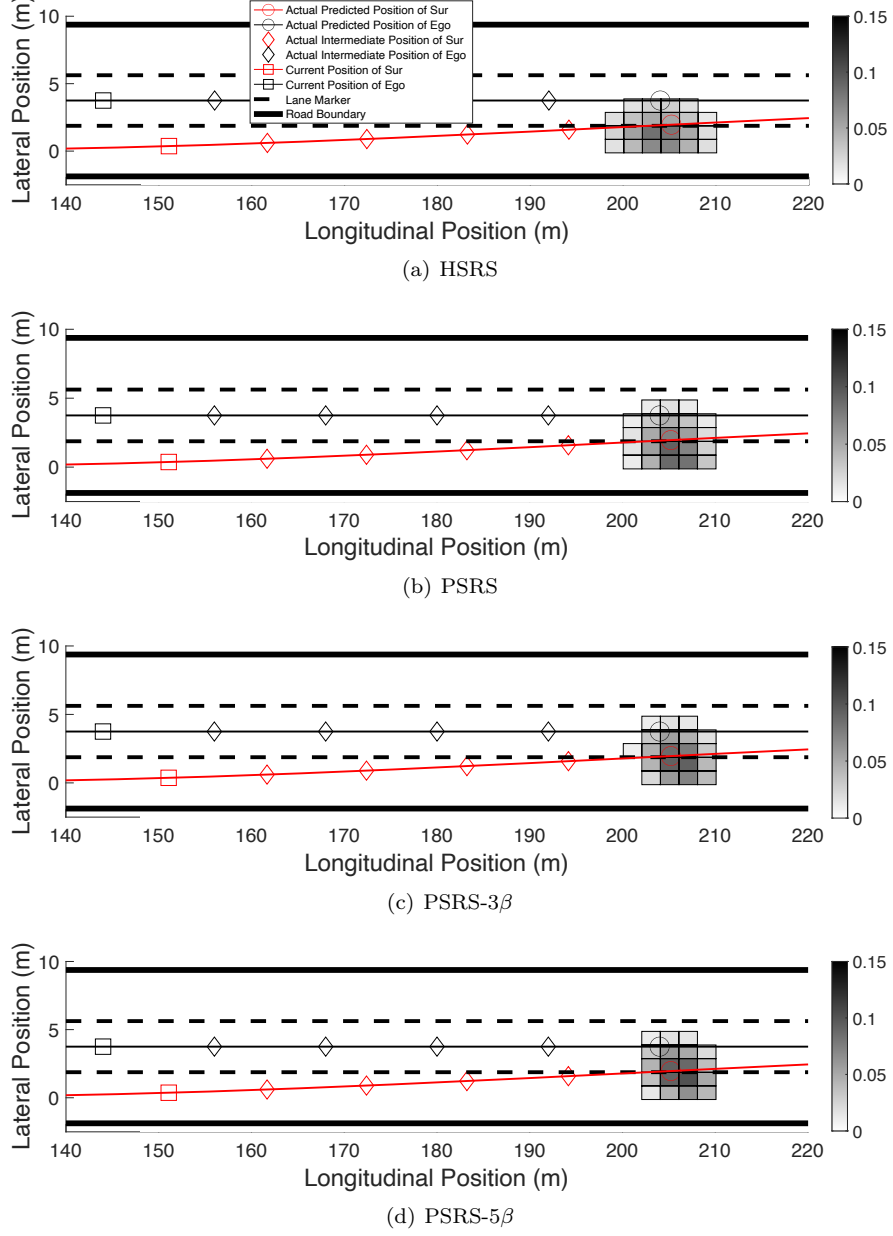 Actual Predicted Position of Sur
Actual Predicted Position of Ego
Actual Intermediate Position of Sur
Actual Intermediate Position of Ego
Current Position of Sur
Current Position of Ego
Lane Marker
Road Boundary
Lateral Position (m)
10
5
0
140 150 160 170 180 190 200 210 220
Longitudinal Position (m)
0.15
0.1
0.05
0
(a) HSRS
Lateral Position (m)
10
5
0
140 150 160 170 180 190 200 210 220
Longitudinal Position (m)
0.15
0.1
0.05
0
(b) PSRS
Lateral Position (m)
10
5
0
140 150 160 170 180 190 200 210 220
Longitudinal Position (m)
0.15
0.1
0.05
0
(c) PSRS-3β
Lateral Position (m)
10
5
0
140 150 160 170 180 190 200 210 220
Longitudinal Position (m)
0.15
0.1
0.05
0
(d) PSRS-5β